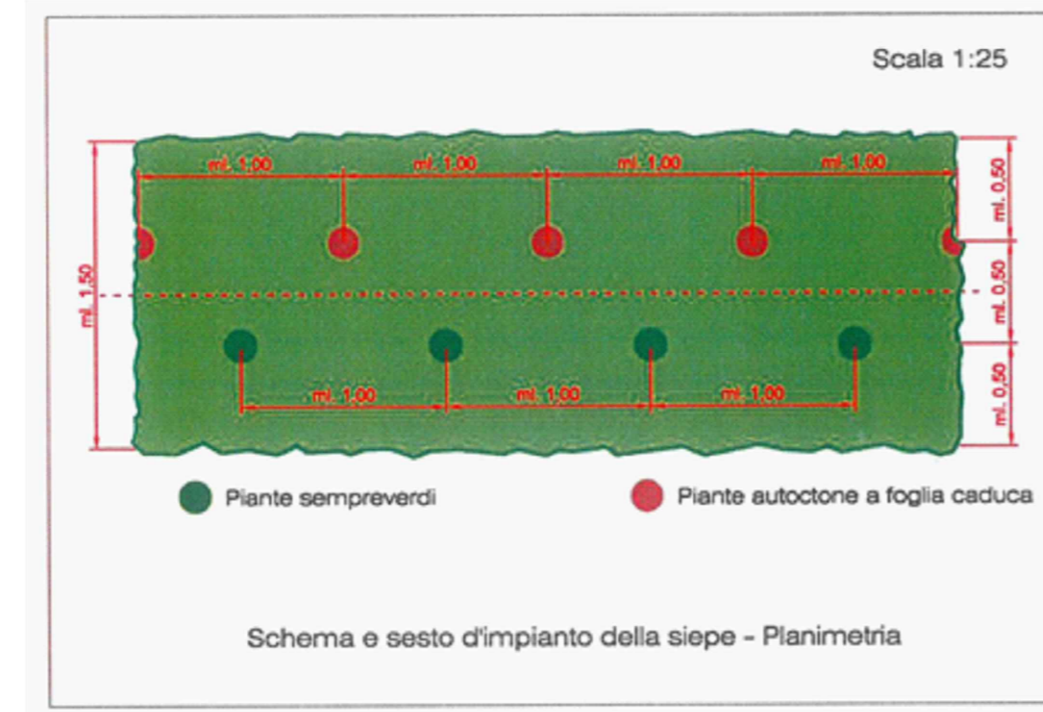 Scala 1:25
ml. 1,00 ml. 1,00 ml. 1,00 ml. 1,00
ml. 0,50
ml. 1,50
ml. 0,50
ml. 1,00 ml. 1,00 ml. 1,00
ml. 0,50
Piante sempreverdi Piante autoctone a foglia caduca
Schema e sesto d'impianto della siepe - Planimetria